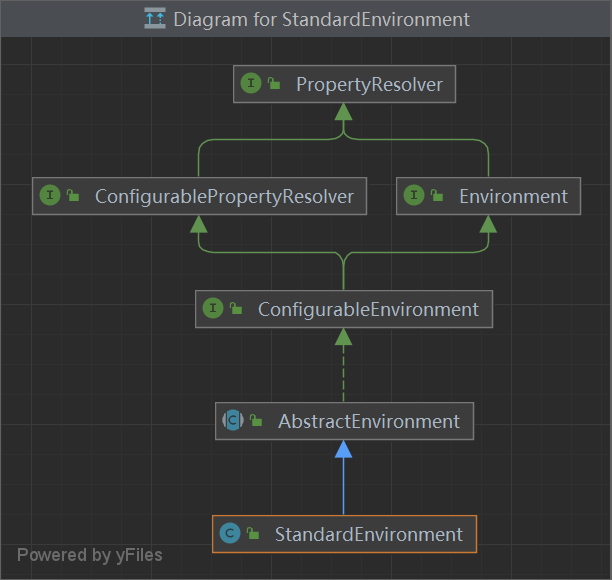 Diagram for StandardEnvironment
I PropertyResolver
I ConfigurablePropertyResolver
I Environment
I ConfigurableEnvironment
C AbstractEnvironment
C StandardEnvironment
Powered by yFiles